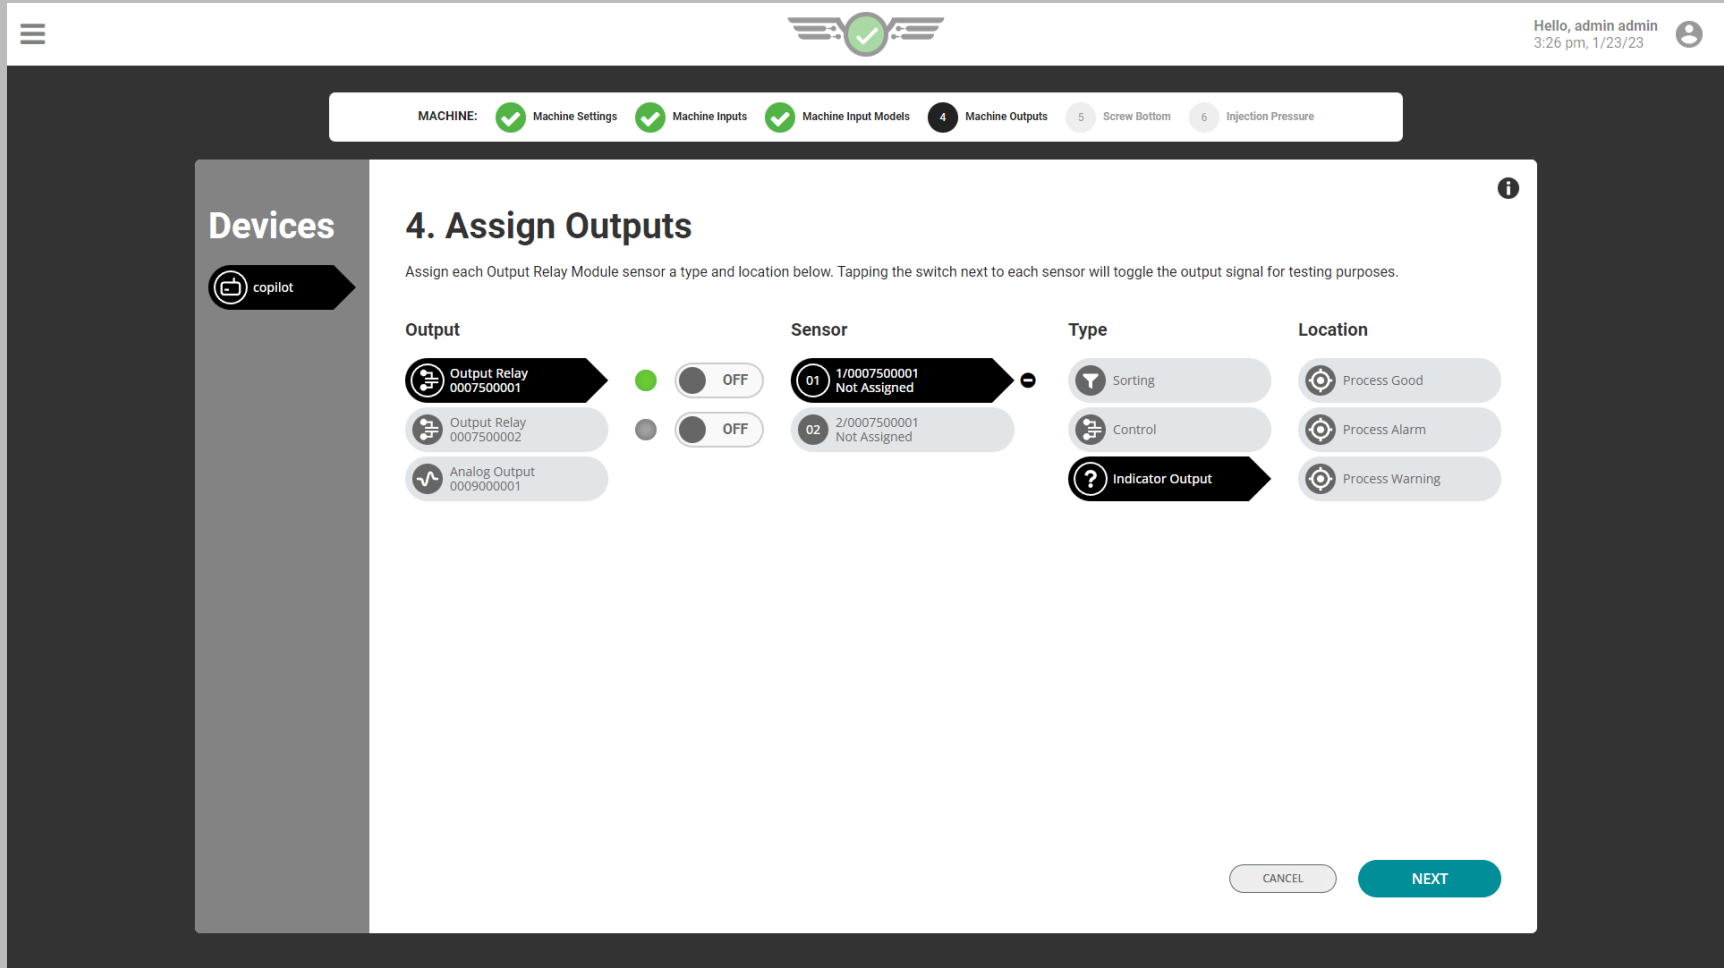 Hello, admin admin
3:26 pm, 1/23/23
MACHINE: Machine Settings Machine Inputs Machine Input Models 4 Machine Outputs 5 Screw Bottom 6 Injection Pressure
Devices
copilot
4. Assign Outputs
Assign each Output Relay Module sensor a type and location below. Tapping the switch next to each sensor will toggle the output signal for testing purposes.
Output
Output Relay
0007500001
Output Relay
0007500002
Analog Output
0009000001
OFF
OFF
Sensor
01 1/0007500001
Not Assigned
02 2/0007500001
Not Assigned
Type
Sorting
Control
? Indicator Output
Location
Process Good
Process Alarm
Process Warning
CANCEL
NEXT